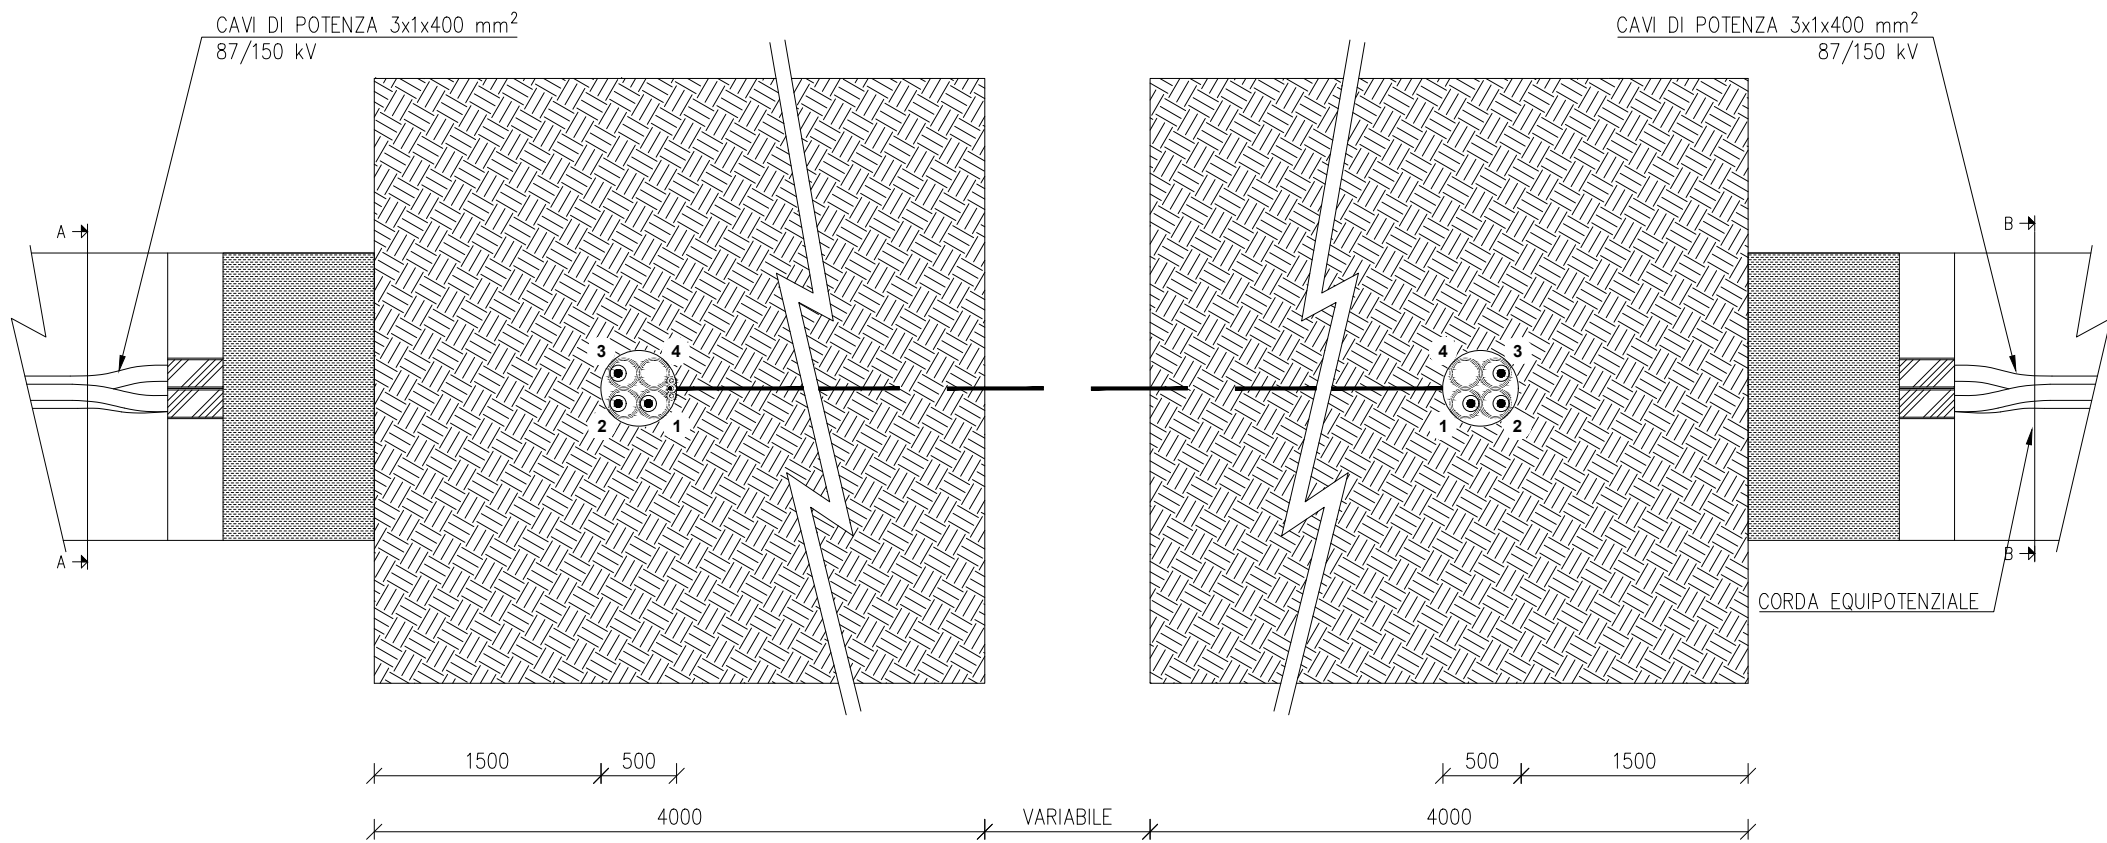 CAVI DI POTENZA 3x1x400 mm²
87/150 kV
CAVI DI POTENZA 3x1x400 mm²
87/150 kV
A
B
3 4
4 3
2 1
1 2
A
B
CORDA EQUIPOTENZIALE
1500 500
500 1500
4000 VARIABILE 4000